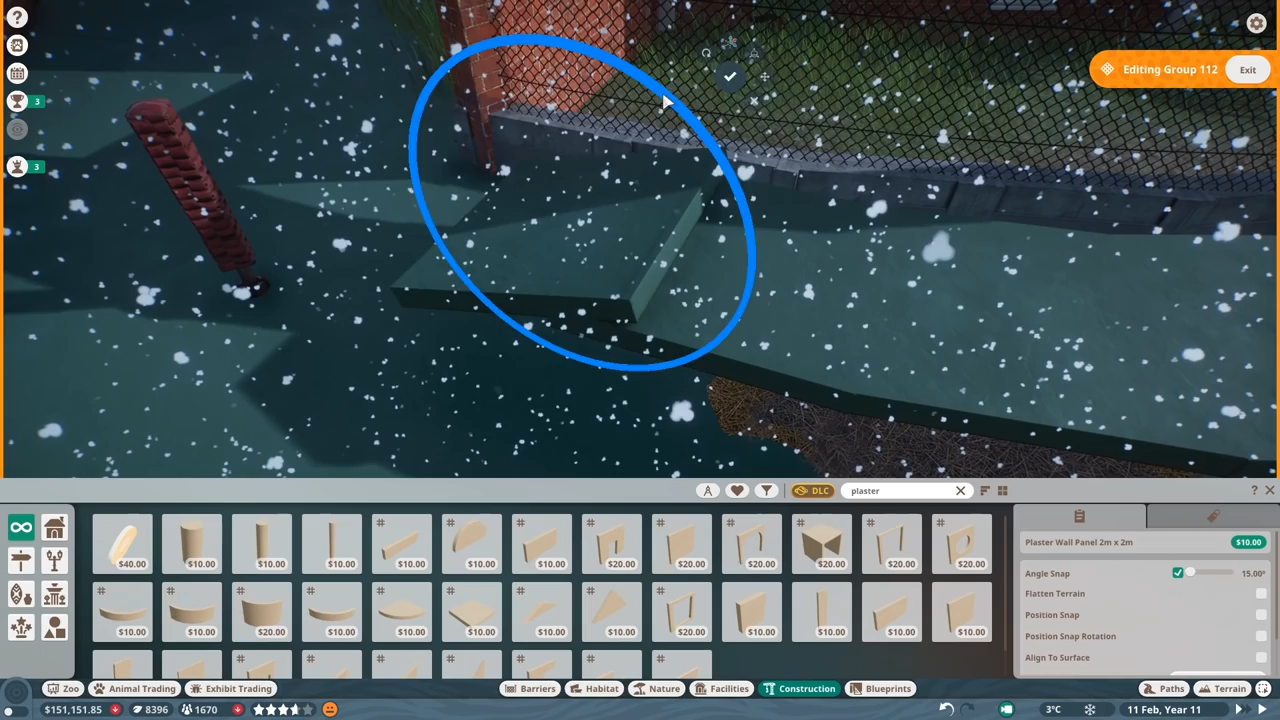 ?
3
3
Editing Group 112
Exit
DLC
plaster
?
$40.00
$10.00
$10.00
$10.00
$10.00
$10.00
$10.00
$20.00
$10.00
$20.00
$20.00
$20.00
$20.00
$10.00
$10.00
$20.00
$10.00
$10.00
$10.00
$10.00
$10.00
$20.00
$10.00
$10.00
$10.00
$10.00
Plaster Wall Panel 2m x 2m
$10.00
Angle Snap
15.00°
Flatten Terrain
Position Snap
Position Snap Rotation
Align To Surface
Zoo
Animal Trading
Exhibit Trading
Barriers
Habitat
Nature
Facilities
Construction
Blueprints
Paths
Terrain
$151,151.85
8396
1670
3°C
11 Feb, Year 11